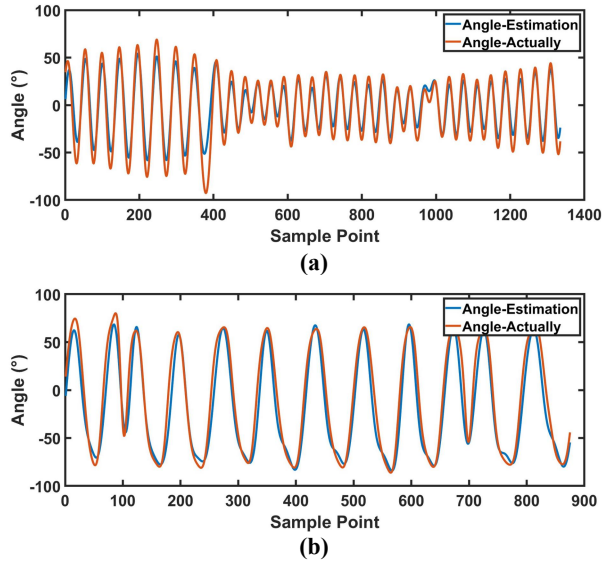 100
50
0
-50
-100
Angle (°)
Angle-Estimation
Angle-Actually
0 200 400 600 800 1000 1200 1400
Sample Point
(a)
100
50
0
-50
-100
Angle (°)
Angle-Estimation
Angle-Actually
0 100 200 300 400 500 600 700 800 900
Sample Point
(b)